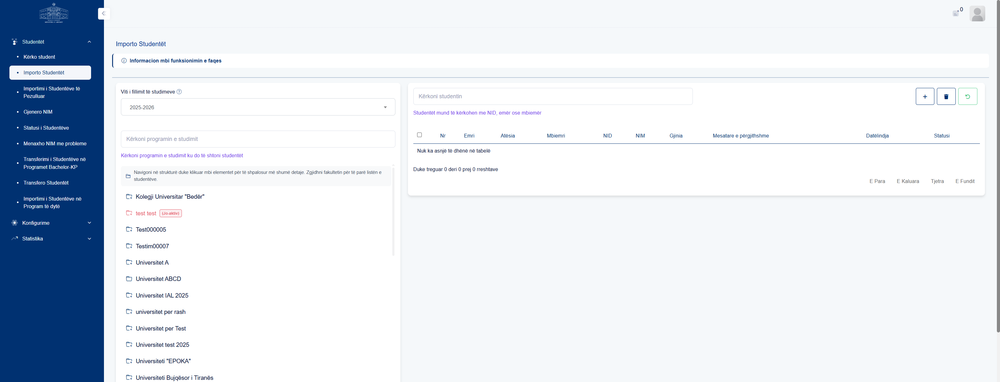 MINISTRIA E ARSIMIT
0
Studentët
Kërko student
Importo Studentët
Importimi i Studentëve të
Pezulluar
Gjenero NIM
Statusi i Studentëve
Menaxho NIM me probleme
Transferimi i Studentëve në
Programet Bachelor-KP
Transfero Studentët
Importimi i Studentëve në
Program të dytë
Konfigurime
Statistika
Importo Studentët
Informacion mbi funksionimin e faqes
Viti i fillimit të studimeve
2025-2026
Kërkoni programin e studimit
Kërkoni programin e studimit ku do të shtoni studentët
Navigoni në strukturë duke klikuar mbi elementet për të shpalosur më shumë detaje. Zgjidhni fakultetin për të parë listën e
studentëve.
Kolegji Universitar "Bedër"
test test (Jo-aktiv)
Test000005
Testim00007
Universitet A
Universitet ABCD
Universitet IAL 2025
universitet per rash
Universitet per Test
Universitet test 2025
Universiteti "EPOKA"
Universiteti Bujqësor i Tiranës
Kërkoni studentin
Studentët mund të kërkohen me NID, emër ose mbiemër
Nr Emri Atësia Mbiemri NID NIM Gjinia Mesatare e përgjithshme Datëlindja Statusi
Nuk ka asnjë të dhënë në tabelë
Duke treguar 0 deri 0 prej 0 rreshtave
E Para E Kaluara Tjetra E Fundit